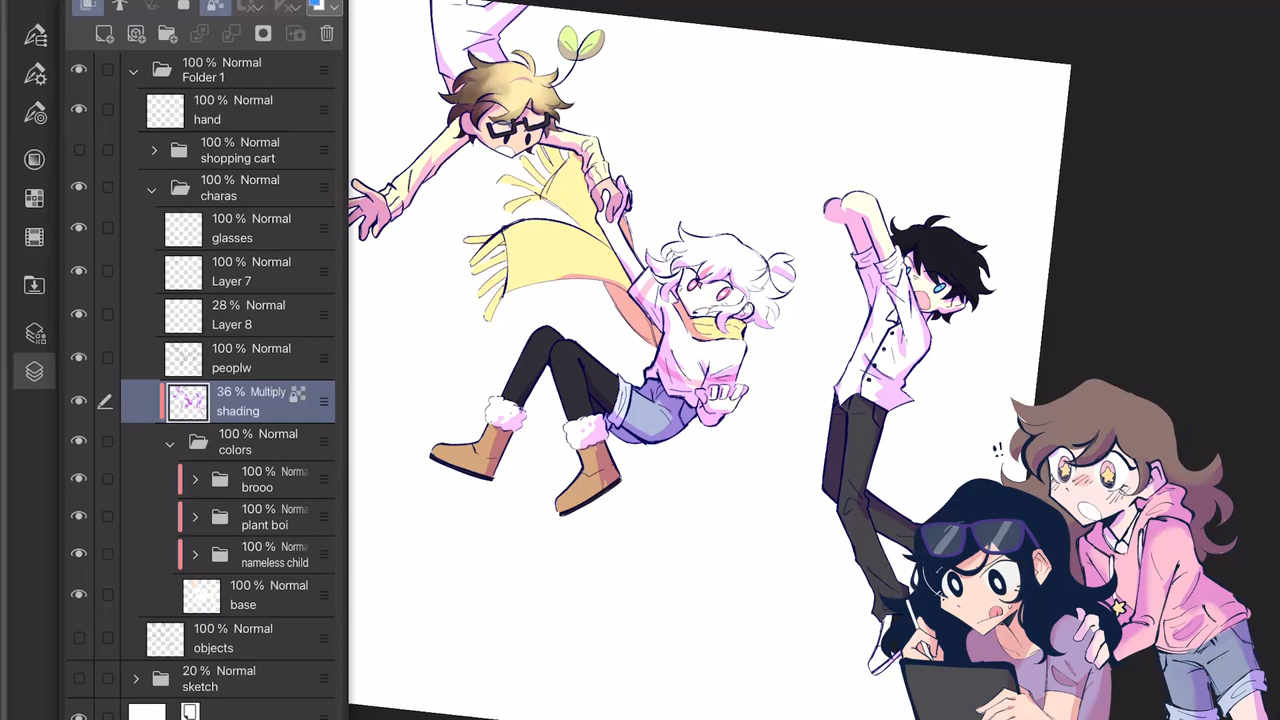 100 % Normal
Folder 1
100 % Normal
hand
100 % Normal
shopping cart
100 % Normal
charas
100 % Normal
glasses
100 % Normal
Layer 7
28 % Normal
Layer 8
100 % Normal
peoplw
36 % Multiply
shading
100 % Normal
colors
100 % Norma
brooo
100 % Norma
plant boi
100 % Norma
nameless child
100 % Normal
base
100 % Normal
objects
20 % Normal
sketch
!!